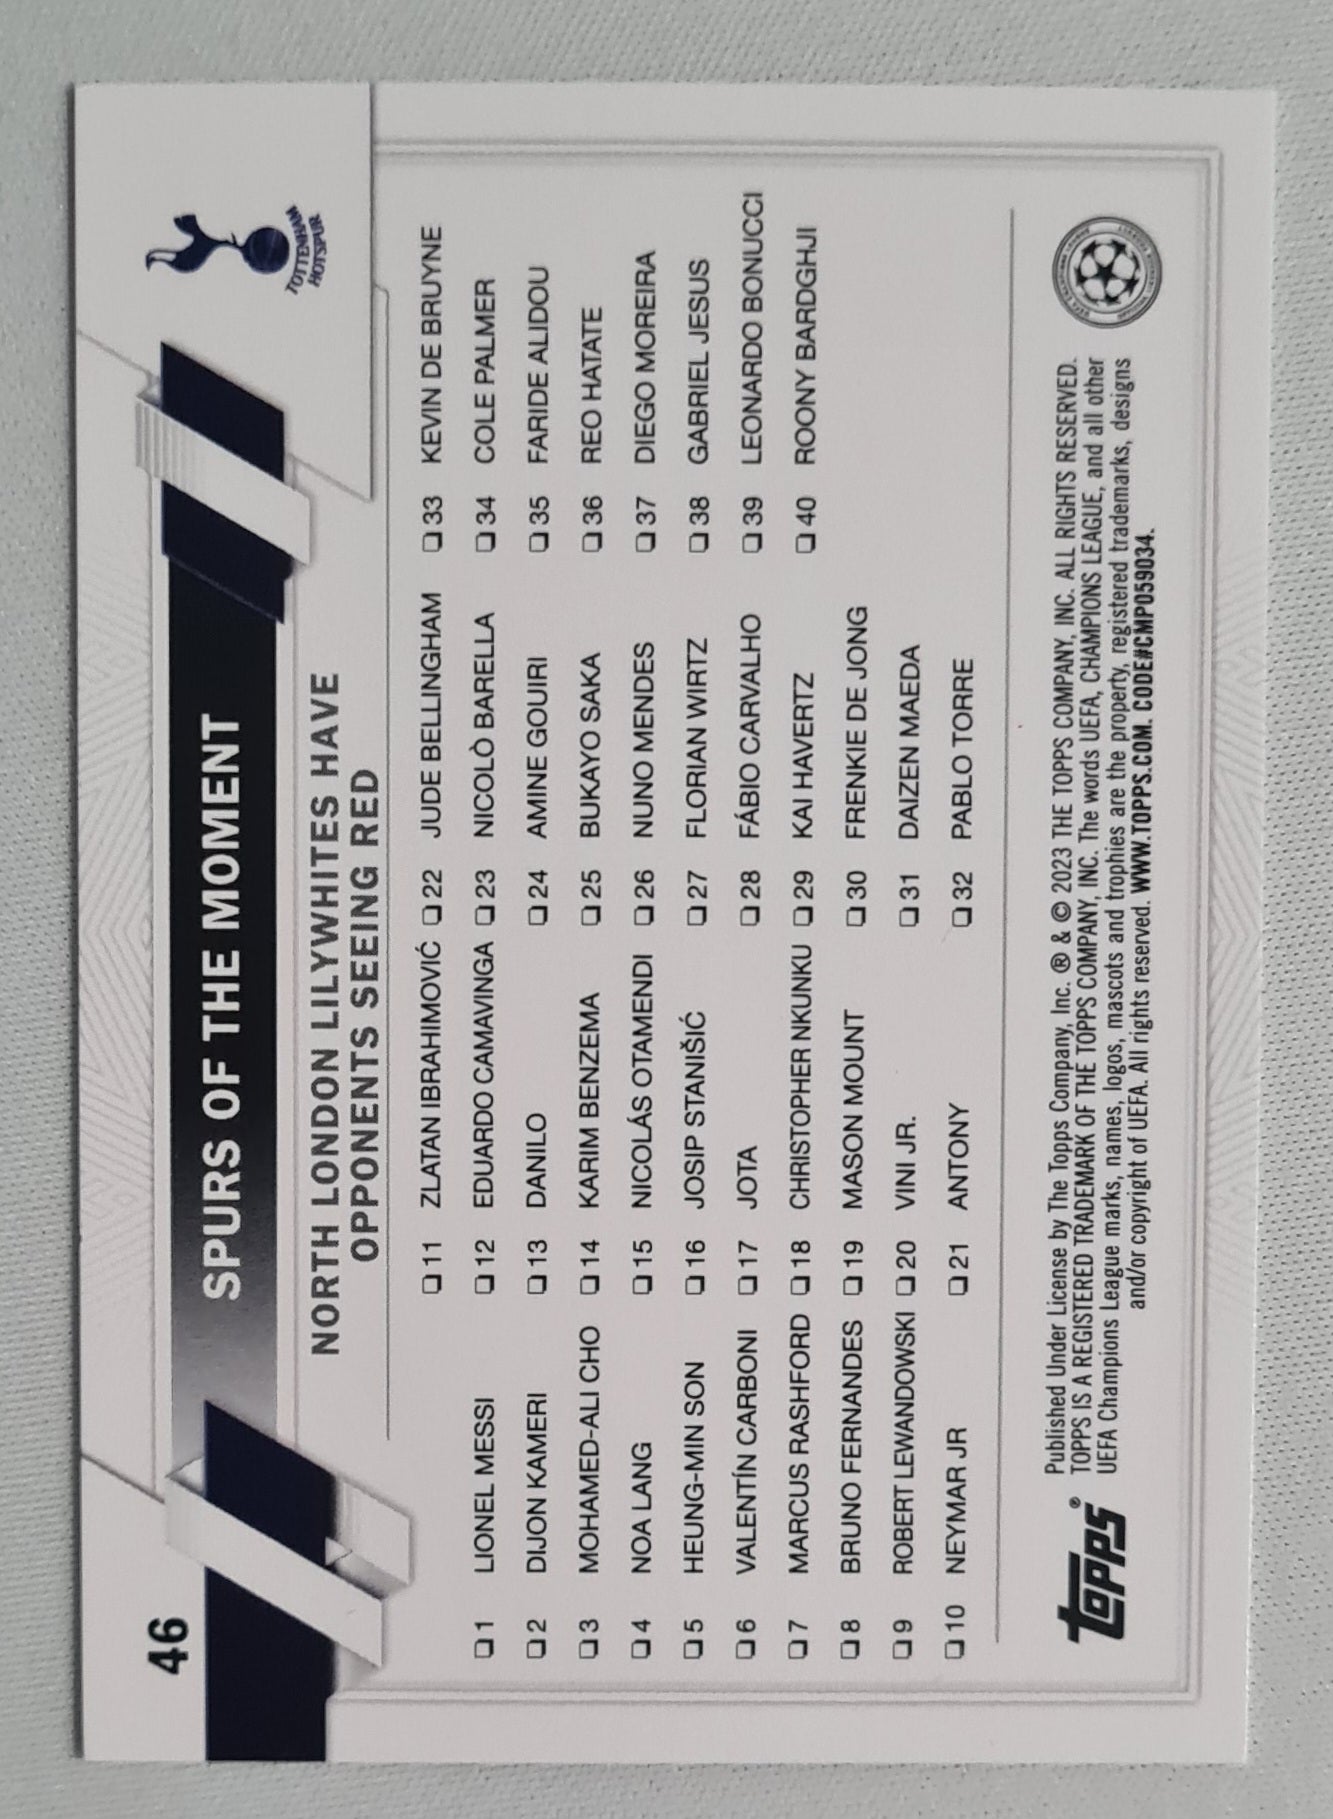 46
SPURS OF THE MOMENT
TOTTENHAM
HOTSPUR
NORTH LONDON LILYWHITES HAVE
OPPONENTS SEEING RED
❏ 1 LIONEL MESSI
❏ 2 DIJON KAMERI
❏ 3 MOHAMED-ALI CHO
❏ 4 NOA LANG
❏ 5 HEUNG-MIN SON
❏ 6 VALENTÍN CARBONI
❏ 7 MARCUS RASHFORD
❏ 8 BRUNO FERNANDES
❏ 9 ROBERT LEWANDOWSKI
❏ 10 NEYMAR JR
❏ 11 ZLATAN IBRAHIMOVIĆ
❏ 12 EDUARDO CAMAVINGA
❏ 13 DANILO
❏ 14 KARIM BENZEMA
❏ 15 NICOLÁS OTAMENDI
❏ 16 JOSIP STANIŠIĆ
❏ 17 JOTA
❏ 18 CHRISTOPHER NKUNKU
❏ 19 MASON MOUNT
❏ 20 VINI JR.
❏ 21 ANTONY
❏ 22 JUDE BELLINGHAM
❏ 23 NICOLÒ BARELLA
❏ 24 AMINE GOUIRI
❏ 25 BUKAYO SAKA
❏ 26 NUNO MENDES
❏ 27 FLORIAN WIRTZ
❏ 28 FÁBIO CARVALHO
❏ 29 KAI HAVERTZ
❏ 30 FRENKIE DE JONG
❏ 31 DAIZEN MAEDA
❏ 32 PABLO TORRE
❏ 33 KEVIN DE BRUYNE
❏ 34 COLE PALMER
❏ 35 FARIDE ALIDOU
❏ 36 REO HATATE
❏ 37 DIEGO MOREIRA
❏ 38 GABRIEL JESUS
❏ 39 LEONARDO BONUCCI
❏ 40 ROONY BARDGHJI
Topps®
Published Under License by The Topps Company, Inc. ® & © 2023 THE TOPPS COMPANY, INC. ALL RIGHTS RESERVED.
TOPPS IS A REGISTERED TRADEMARK OF THE TOPPS COMPANY, INC. The words UEFA, CHAMPIONS LEAGUE, and all other
UEFA Champions League marks, names, logos, mascots and trophies are the property, registered trademarks, designs
and/or copyright of UEFA. All rights reserved. WWW.TOPPS.COM. CODE#CMP059034.